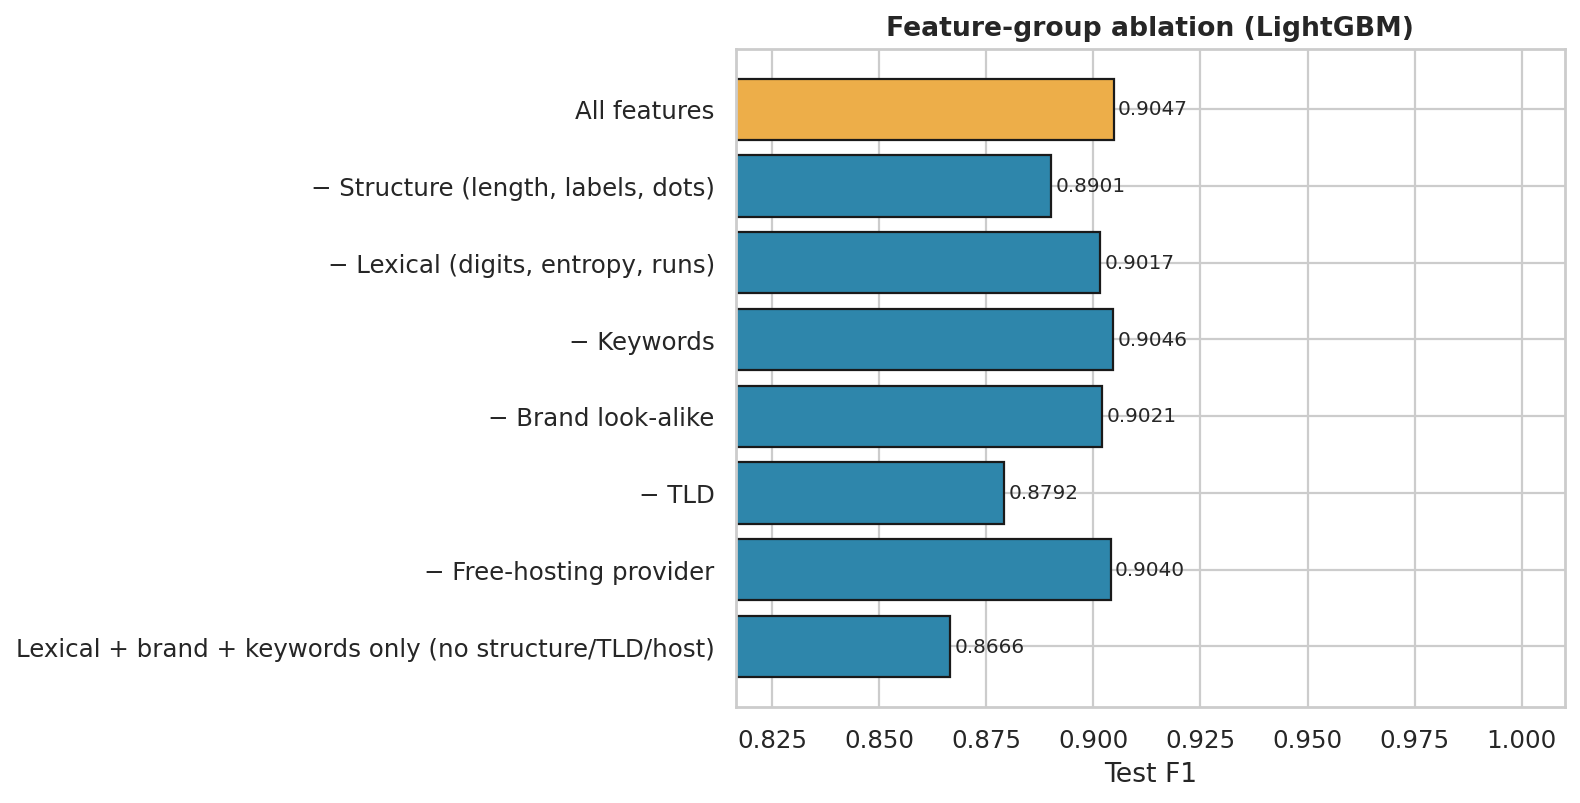 Feature-group ablation (LightGBM)
All features 0.9047
− Structure (length, labels, dots) 0.8901
− Lexical (digits, entropy, runs) 0.9017
− Keywords 0.9046
− Brand look-alike 0.9021
− TLD 0.8792
− Free-hosting provider 0.9040
Lexical + brand + keywords only (no structure/TLD/host) 0.8666
0.825 0.850 0.875 0.900 0.925 0.950 0.975 1.000
Test F1